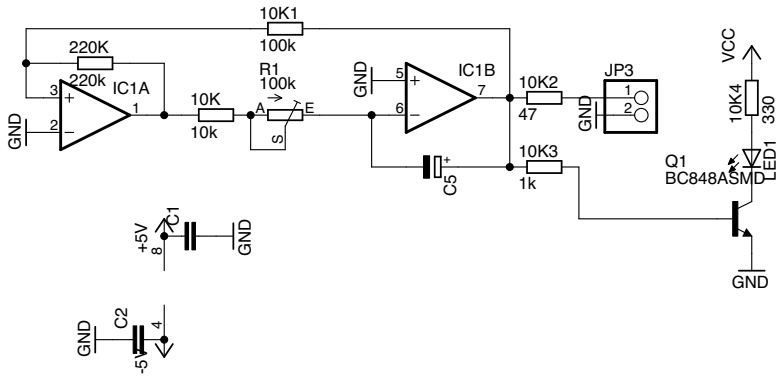 10K1
100k
220K
220k
IC1A
3
+
2
−
1
GND
10K
10k
R1
100k
A
E
S
GND
5
+
6
−
7
IC1B
C5
+
10K2
47
10K3
1k
JP3
1
2
GND
VCC
10K4
330
LED1
Q1
BC848ASMD
GND
+5V
8
C1
GND
GND
C2
4
-5V